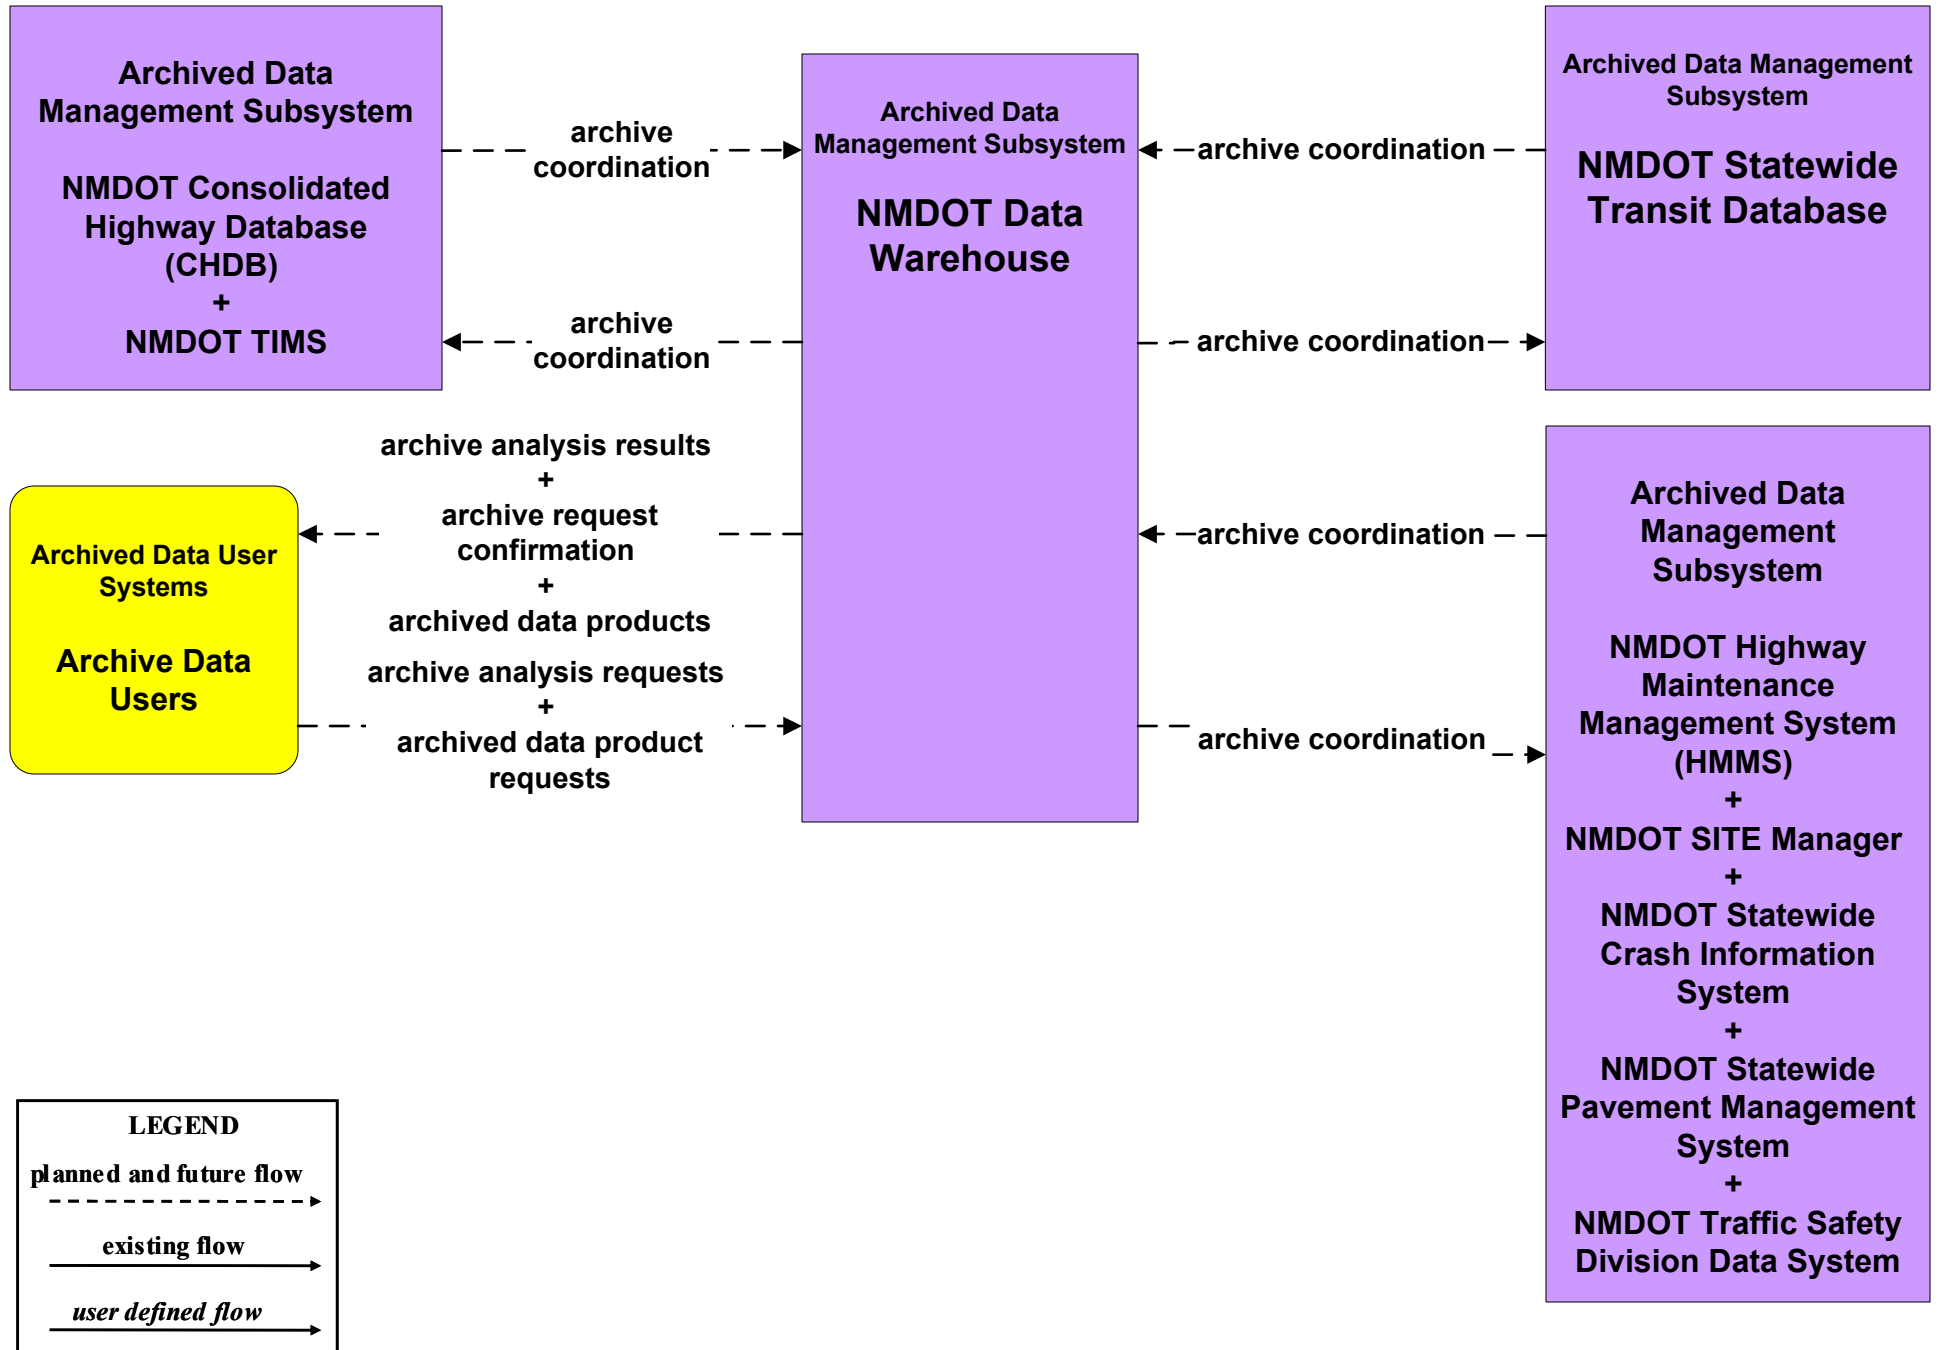 Archived Data
Management Subsystem
NMDOT Consolidated
Highway Database
(CHDB)
+
NMDOT TIMS
archive
coordination
archive
coordination
Archived Data
Management Subsystem
NMDOT Data
Warehouse
archive coordination
archive coordination
Archived Data Management
Subsystem
NMDOT Statewide
Transit Database
Archived Data User
Systems
Archive Data
Users
archive analysis results
+
archive request
confirmation
+
archived data products
archive analysis requests
+
archived data product
requests
archive coordination
archive coordination
Archived Data
Management
Subsystem
NMDOT Highway
Maintenance
Management System
(HMMS)
+
NMDOT SITE Manager
+
NMDOT Statewide
Crash Information
System
+
NMDOT Statewide
Pavement Management
System
+
NMDOT Traffic Safety
Division Data System
LEGEND
planned and future flow
existing flow
user defined flow